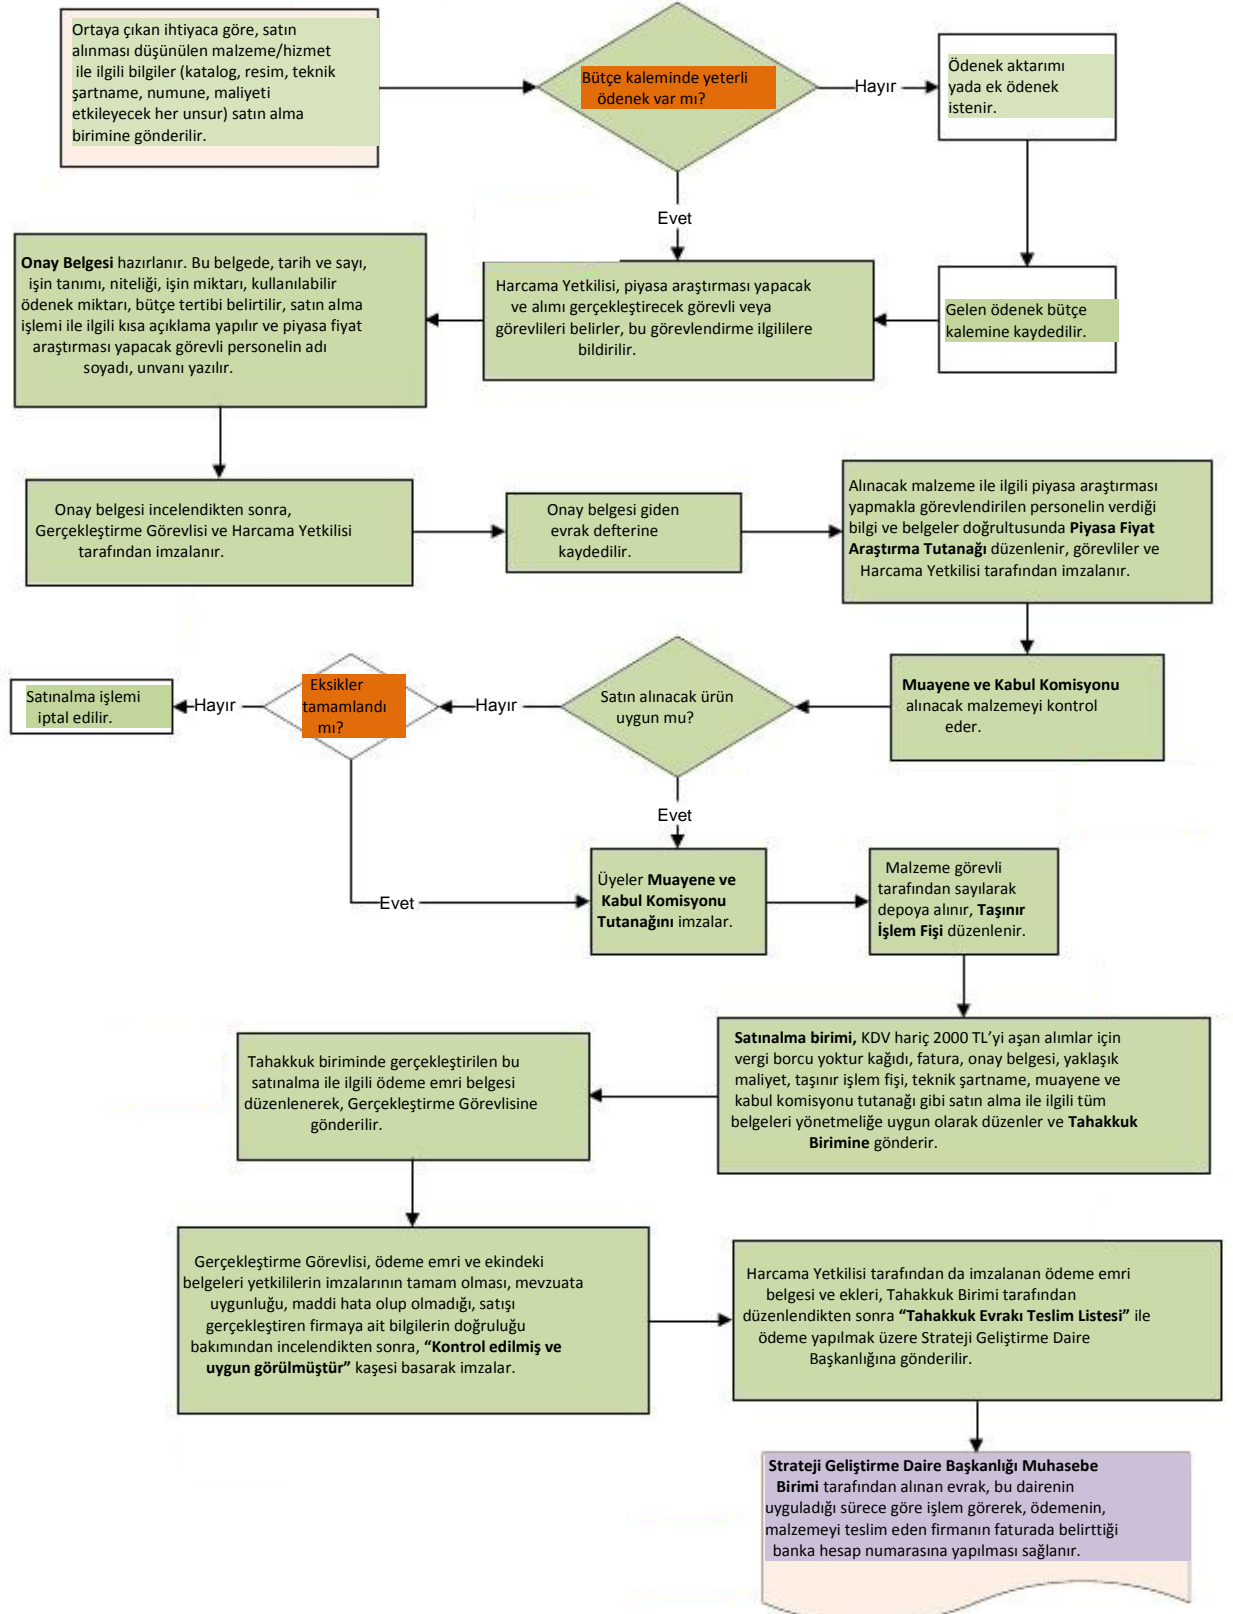 Ortaya çıkan ihtiyaca göre, satın
alınması düşünülen malzeme/hizmet
ile ilgili bilgiler (katalog, resim, teknik
şartname, numune, maliyeti
etkileyecek her unsur) satın alma
birimine gönderilir.
Bütçe kaleminde yeterli
ödenek var mı?
Hayır
Ödenek aktarımı
yada ek ödenek
istenir.
Evet
Onay Belgesi hazırlanır. Bu belgede, tarih ve sayı,
işin tanımı, niteliği, işin miktarı, kullanılabilir
ödenek miktarı, bütçe tertibi belirtilir, satın alma
işlemi ile ilgili kısa açıklama yapılır ve piyasa fiyat
araştırması yapacak görevli personelin adı
soyadı, unvanı yazılır.
Harcama Yetkilisi, piyasa araştırması yapacak
ve alımı gerçekleştirecek görevli veya
görevlileri belirler, bu görevlendirme ilgililere
bildirilir.
Gelen ödenek bütçe
kalemine kaydedilir.
Onay belgesi incelendikten sonra,
Gerçekleştirme Görevlisi ve Harcama Yetkilisi
tarafından imzalanır.
Onay belgesi giden
evrak defterine
kaydedilir.
Alınacak malzeme ile ilgili piyasa araştırması
yapmakla görevlendirilen personelin verdiği
bilgi ve belgeler doğrultusunda Piyasa Fiyat
Araştırma Tutanağı düzenlenir, görevliler ve
Harcama Yetkilisi tarafından imzalanır.
Satınalma işlemi
iptal edilir.
Hayır
Eksikler
tamamlandı
mı?
Hayır
Satın alınacak ürün
uygun mu?
Muayene ve Kabul Komisyonu
alınacak malzemeyi kontrol
eder.
Evet
Evet
Üyeler Muayene ve
Kabul Komisyonu
Tutanağını imzalar.
Malzeme görevli
tarafından sayılarak
depoya alınır, Taşınır
İşlem Fişi düzenlenir.
Tahakkuk biriminde gerçekleştirilen bu
satınalma ile ilgili ödeme emri belgesi
düzenlenerek, Gerçekleştirme Görevlisine
gönderilir.
Satınalma birimi, KDV hariç 2000 TL’yi aşan alımlar için
vergi borcu yoktur kağıdı, fatura, onay belgesi, yaklaşık
maliyet, taşınır işlem fişi, teknik şartname, muayene ve
kabul komisyonu tutanağı gibi satın alma ile ilgili tüm
belgeleri yönetmeliğe uygun olarak düzenler ve Tahakkuk
Birimine gönderir.
Gerçekleştirme Görevlisi, ödeme emri ve ekindeki
belgeleri yetkililerin imzalarının tamam olması, mevzuata
uygunluğu, maddi hata olup olmadığı, satışı
gerçekleştiren firmaya ait bilgilerin doğruluğu
bakımından incelendikten sonra, “Kontrol edilmiş ve
uygun görülmüştür” kaşesi basarak imzalar.
Harcama Yetkilisi tarafından da imzalanan ödeme emri
belgesi ve ekleri, Tahakkuk Birimi tarafından
düzenlendikten sonra “Tahakkuk Evrakı Teslim Listesi” ile
ödeme yapılmak üzere Strateji Geliştirme Daire
Başkanlığına gönderilir.
Strateji Geliştirme Daire Başkanlığı Muhasebe
Birimi tarafından alınan evrak, bu dairenin
uyguladığı sürece göre işlem görerek, ödemenin,
malzemeyi teslim eden firmanın faturada belirttiği
banka hesap numarasına yapılması sağlanır.